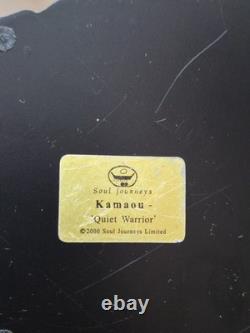 Soul Journeys
Kamaou -
'Quiet Warrior'
©2000 Soul Journeys Limited